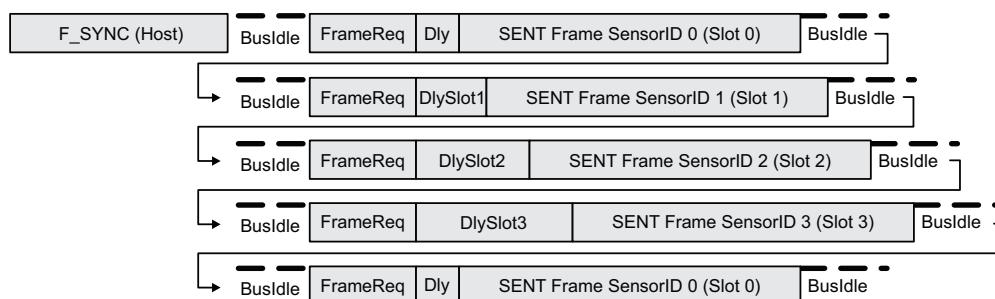 F_SYNC (Host) BusIdle FrameReq Dly SENT Frame SensorID 0 (Slot 0) BusIdle
BusIdle FrameReq DlySlot1 SENT Frame SensorID 1 (Slot 1) BusIdle
BusIdle FrameReq DlySlot2 SENT Frame SensorID 2 (Slot 2) BusIdle
BusIdle FrameReq DlySlot3 SENT Frame SensorID 3 (Slot 3) BusIdle
BusIdle FrameReq Dly SENT Frame SensorID 0 (Slot 0) BusIdle